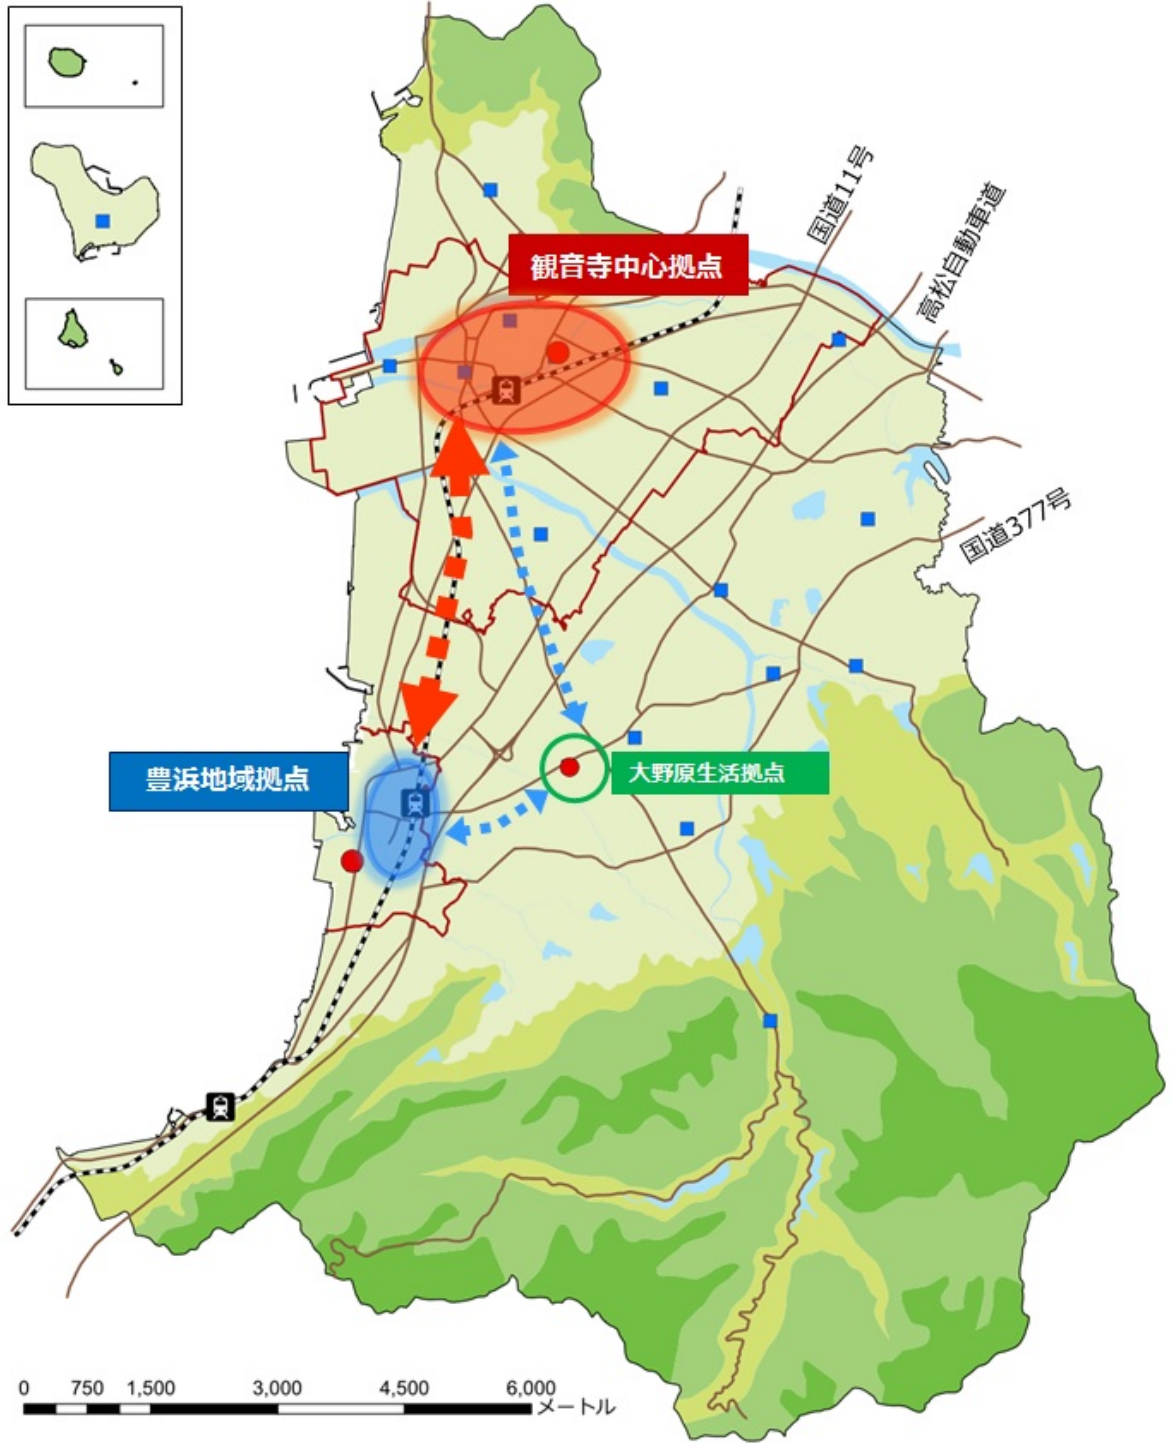 国道11号
高松自動車道
観音寺中心拠点
国道377号
豊浜地域拠点
大野原生活拠点
0 750 1,500 3,000 4,500 6,000
メートル